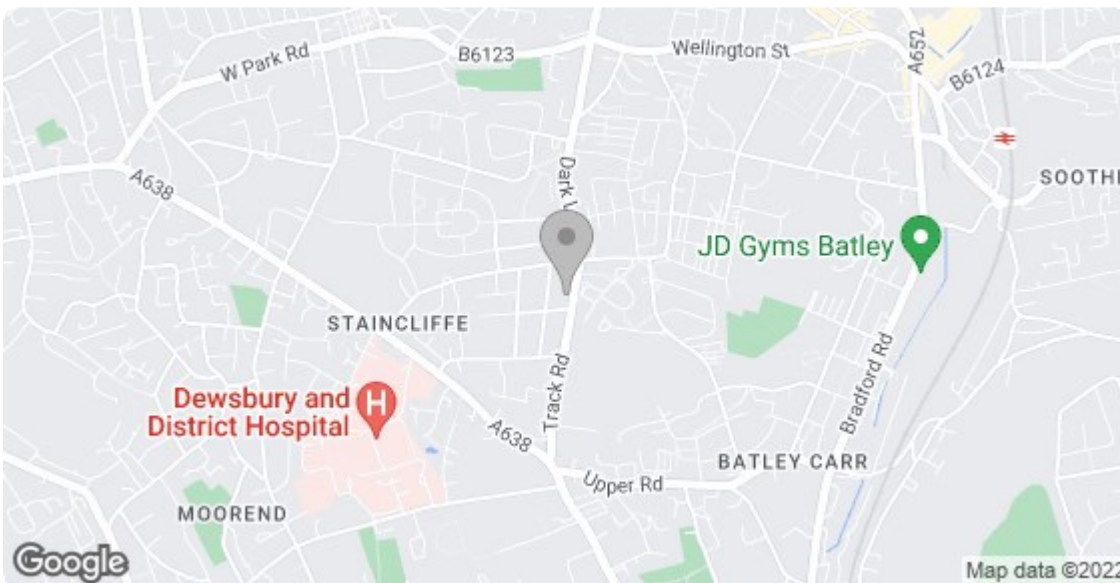 W Park Rd
B6123
Wellington St
A652
B6124
Dark
A638
SOOTH
JD Gyms Batley
STAINCLIFFE
Track Rd
Bradford Rd
Dewsbury and
District Hospital
H
A638
BATLEY CARR
Upper Rd
MOOREND
Google
Map data ©202